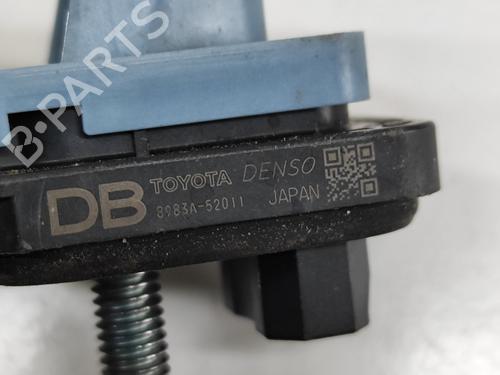 B-PARTS
DB TOYOTA DENSO
8983A-52011 JAPAN